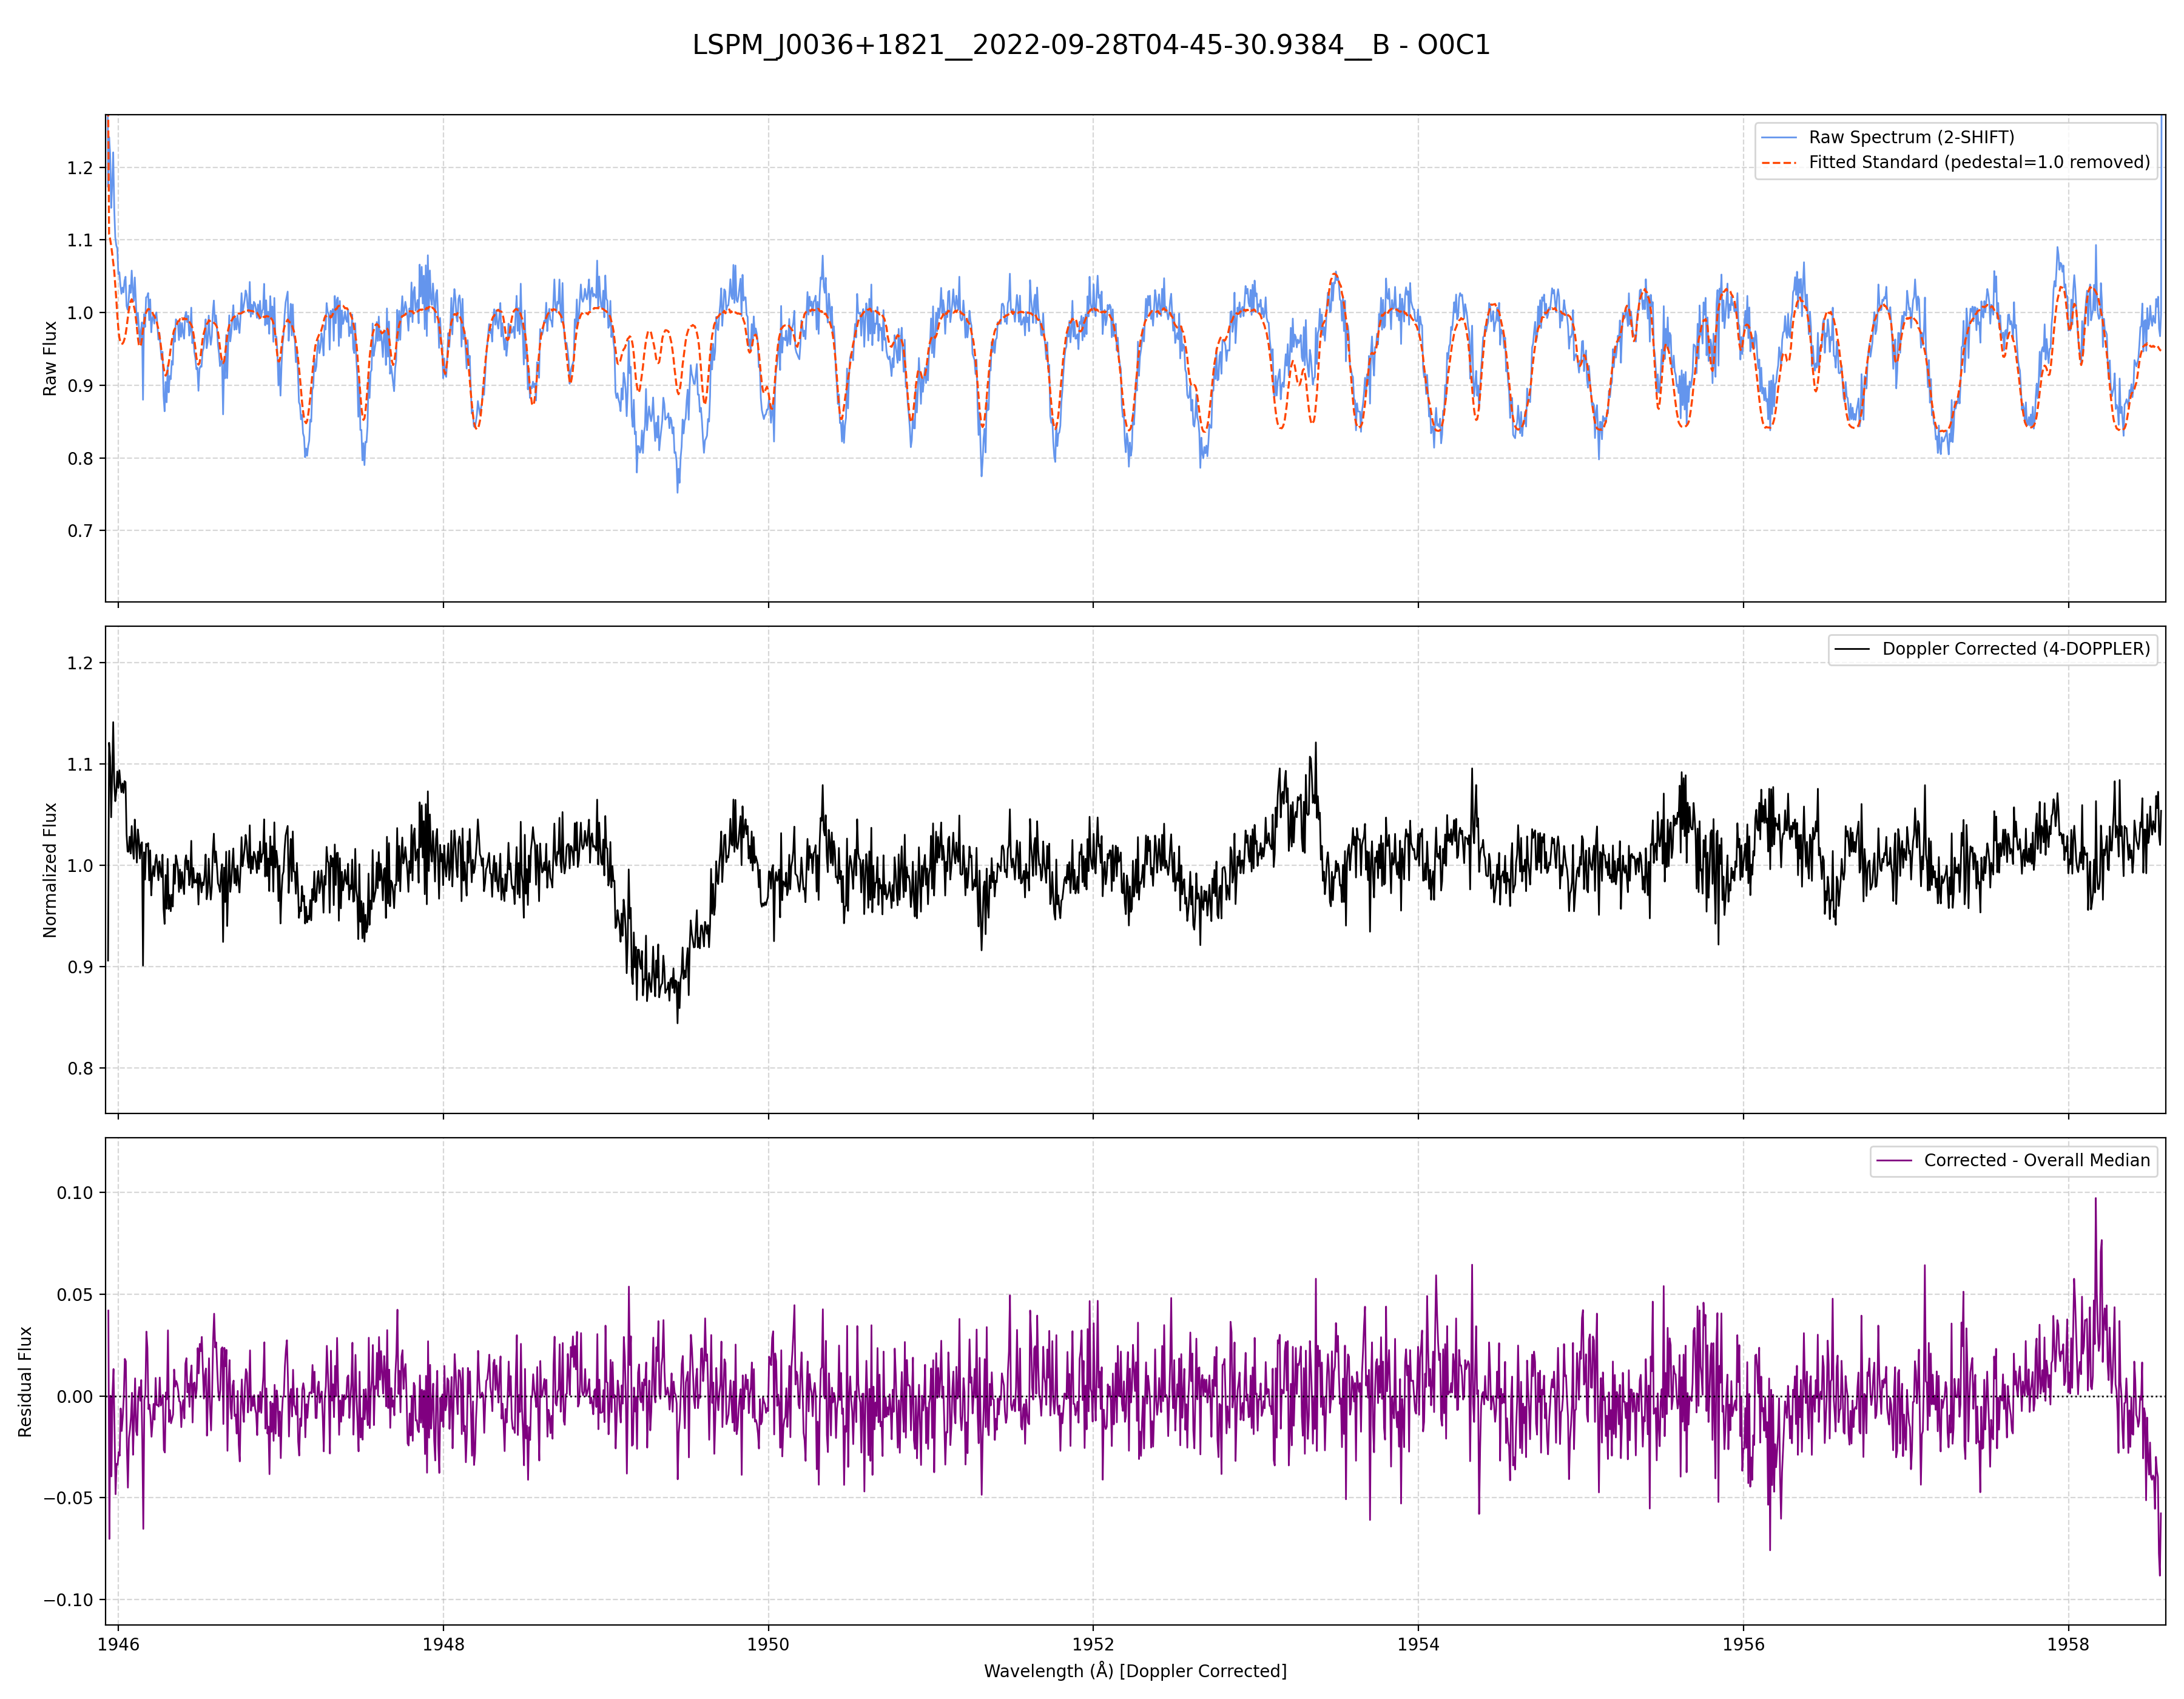 LSPM_J0036+1821__2022-09-28T04-45-30.9384__B - O0C1
Raw Spectrum (2-SHIFT)
Fitted Standard (pedestal=1.0 removed)
Raw Flux
1.2
1.1
1.0
0.9
0.8
0.7
Doppler Corrected (4-DOPPLER)
Normalized Flux
1.2
1.1
1.0
0.9
0.8
Corrected - Overall Median
Residual Flux
0.10
0.05
0.00
−0.05
−0.10
1946 1948 1950 1952 1954 1956 1958
Wavelength (Å) [Doppler Corrected]